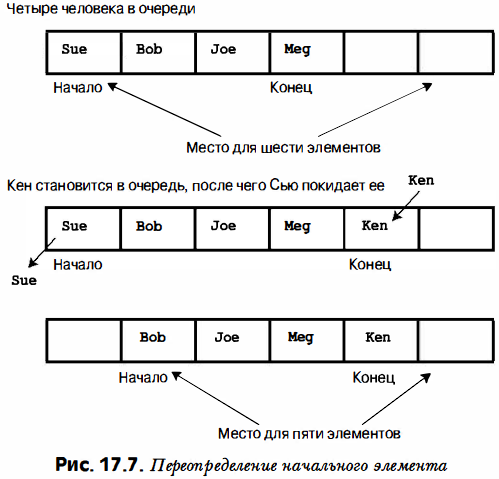 Четыре человека в очереди
Sue Bob Joe Meg
Начало Конец
Место для шести элементов
Кен становится в очередь, после чего Сью покидает ее Ken
Sue Bob Joe Meg Ken
Начало Конец
Sue
Bob Joe Meg Ken
Начало Конец
Место для пяти элементов
Рис. 17.7. Переопределение начального элемента